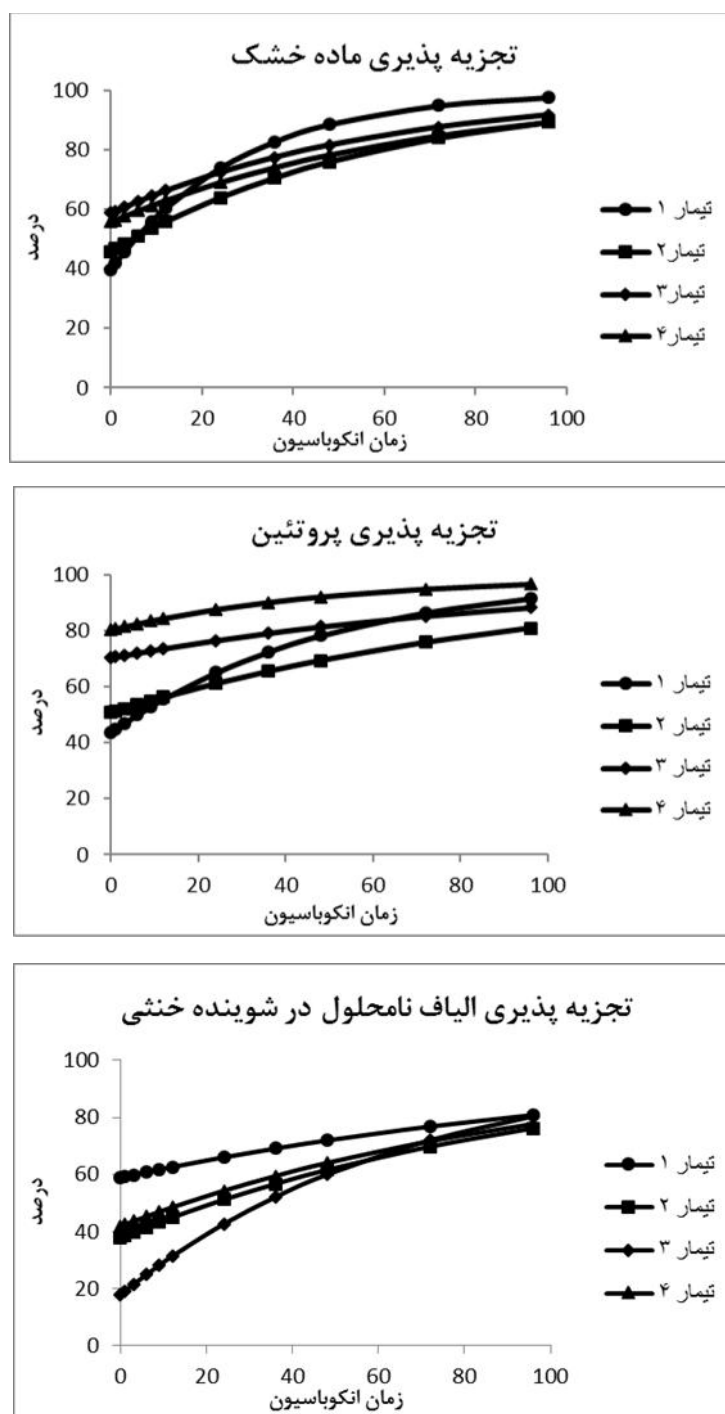 تجزیه پذیری ماده خشک
100
80
60
40
20
0
درصد
0 20 40 60 80 100
زمان انکوباسیون
تیمار ۱
تیمار۲
تیمار۳
تیمار۴
تجزیه پذیری پروتئین
100
80
60
40
20
0
درصد
0 20 40 60 80 100
زمان انکوباسیون
تیمار ۱
تیمار ۲
تیمار ۳
تیمار ۴
تجزیه پذیری الیاف نامحلول در شوینده خنثی
100
80
60
40
20
0
درصد
0 20 40 60 80 100
زمان انکوباسیون
تیمار ۱
تیمار ۲
تیمار ۳
تیمار ۴